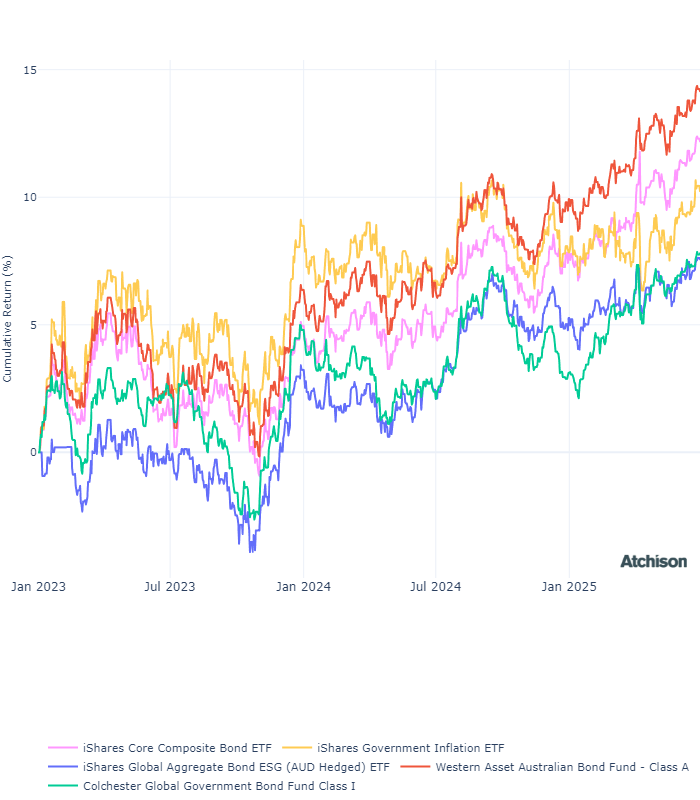 15
10
5
0
Cumulative Return (%)
Atchison
Jan 2023 Jul 2023 Jan 2024 Jul 2024 Jan 2025
iShares Core Composite Bond ETF iShares Government Inflation ETF
iShares Global Aggregate Bond ESG (AUD Hedged) ETF Western Asset Australian Bond Fund - Class A
Colchester Global Government Bond Fund Class I